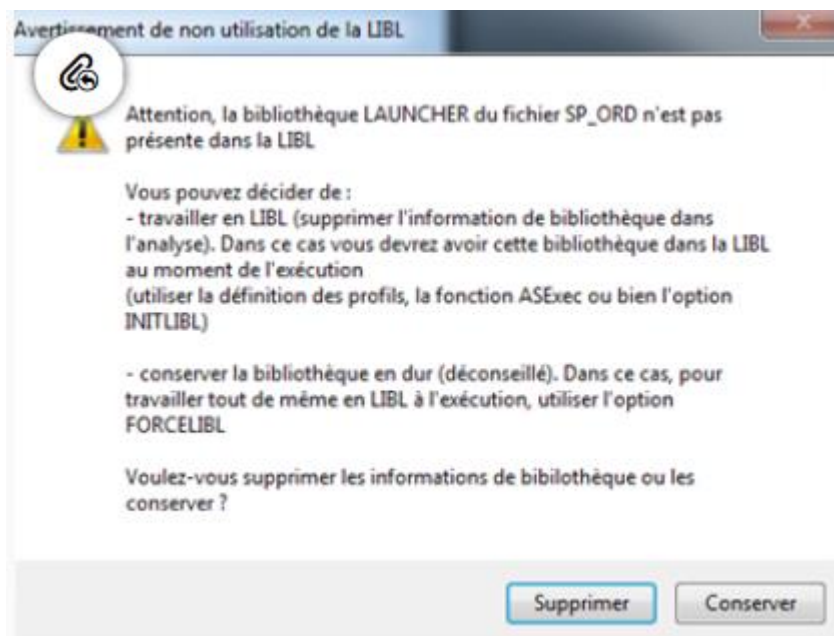 Avertissement de non utilisation de la LIBL
Attention, la bibliothèque LAUNCHER du fichier SP_ORD n'est pas
présente dans la LIBL
Vous pouvez décider de :
- travailler en LIBL (supprimer l'information de bibliothèque dans
l'analyse). Dans ce cas vous devrez avoir cette bibliothèque dans la LIBL
au moment de l'exécution
(utiliser la définition des profils, la fonction ASExec ou bien l'option
INITLIBL)
- conserver la bibliothèque en dur (déconseillé). Dans ce cas, pour
travailler tout de même en LIBL à l'exécution, utiliser l'option
FORCELIBL
Voulez-vous supprimer les informations de bibilothèque ou les
conserver ?
Supprimer
Conserver